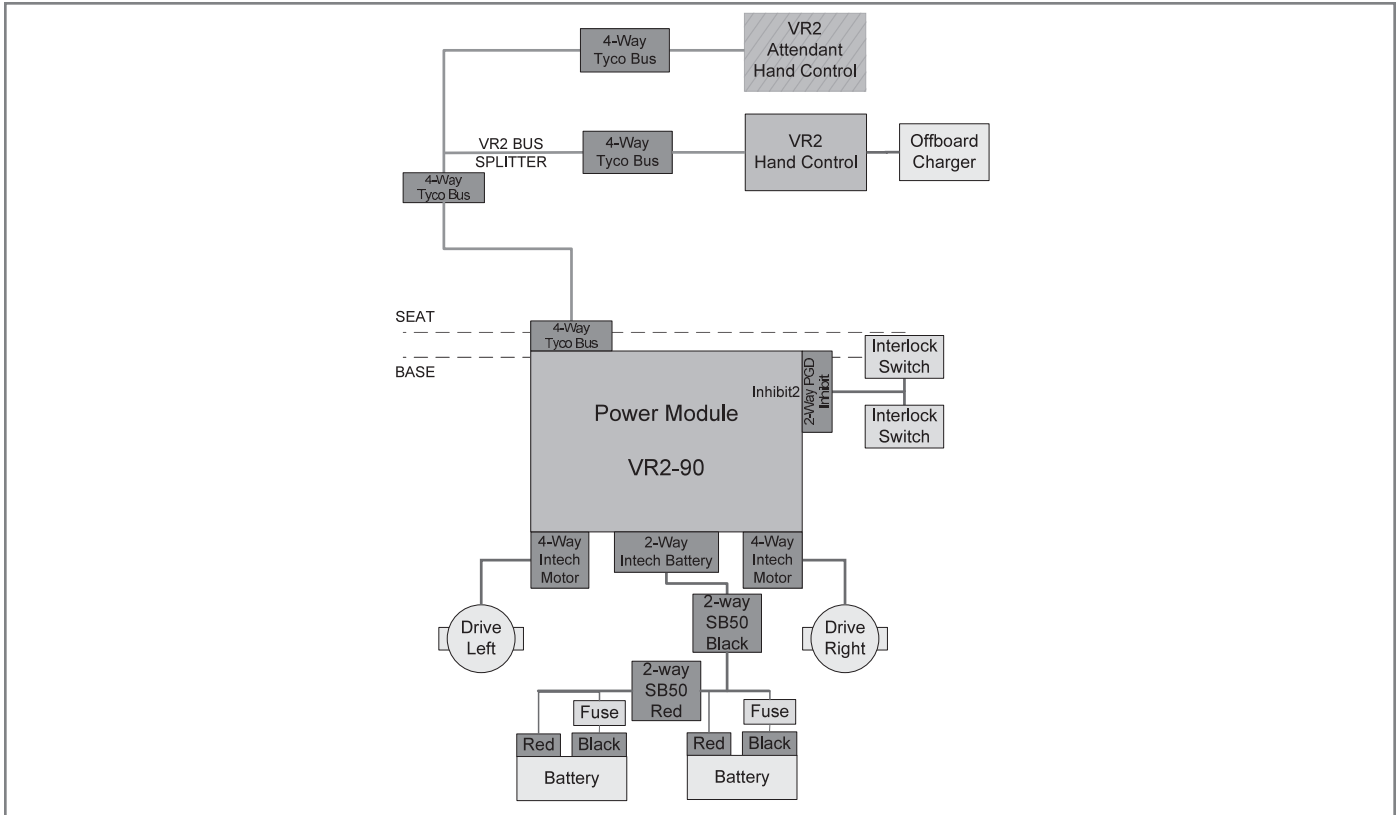 4-Way
Tyco Bus
VR2
Attendant
Hand Control
VR2 BUS
SPLITTER
4-Way
Tyco Bus
VR2
Hand Control
Offboard
Charger
4-Way
Tyco Bus
SEAT
BASE
4-Way
Tyco Bus
Interlock
Switch
Inhibit2
2-Way PGD
Inhibit
Interlock
Switch
Power Module
VR2-90
4-Way
Intech
Motor
2-Way
Intech Battery
4-Way
Intech
Motor
Drive
Left
2-way
SB50
Black
Drive
Right
2-way
SB50
Red
Fuse
Fuse
Red
Black
Red
Black
Battery
Battery